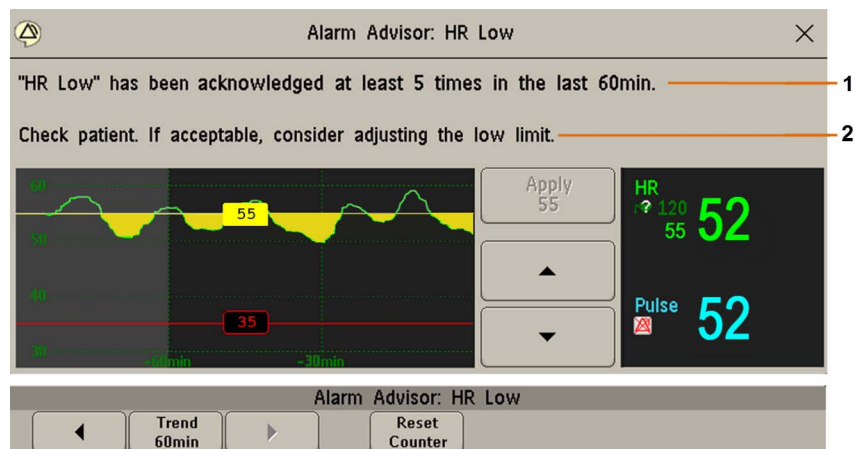 Alarm Advisor: HR Low
"HR Low" has been acknowledged at least 5 times in the last 60min.
1
Check patient. If acceptable, consider adjusting the low limit.
2
60
55
50
40
35
30
-60min
-30min
Apply
55
HR
120
55
52
Pulse
52
Alarm Advisor: HR Low
Trend
60min
Reset
Counter